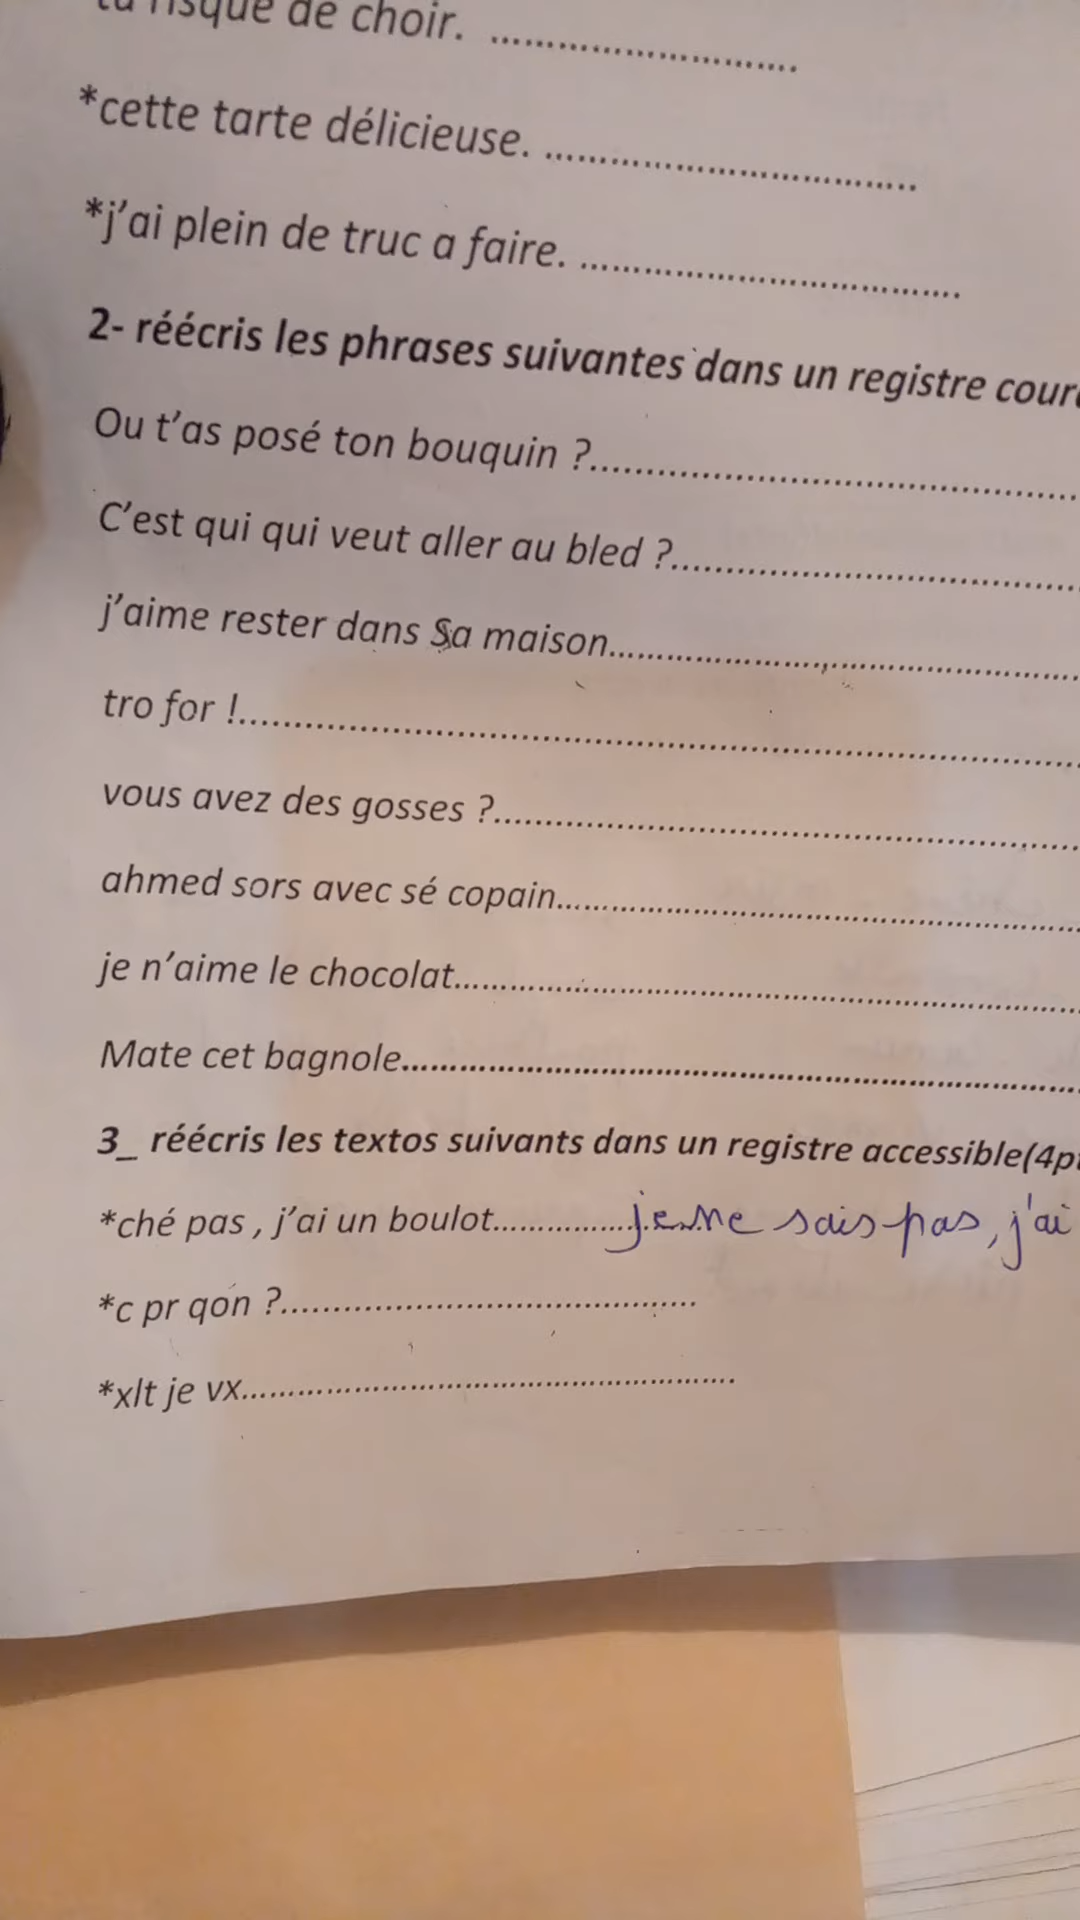 risque de choir. ..............................
*cette tarte délicieuse. ..................................
*j'ai plein de truc a faire. ..................................
2- réécris les phrases suivantes dans un registre
Ou t'as posé ton bouquin ?..................................
C'est qui qui veut aller au bled ?..................................
j'aime rester dans Sa maison..................................
tro for !..................................
vous avez des gosses ?..................................
ahmed sors avec sé copain..................................
je n'aime le chocolat..................................
Mate cet bagnole..................................
3_ réécris les textos suivants dans un registre accessible(4p
*ché pas , j'ai un boulot............... je ne sais pas, j'ai
*c pr qon ?..................................
*xlt je vx..................................